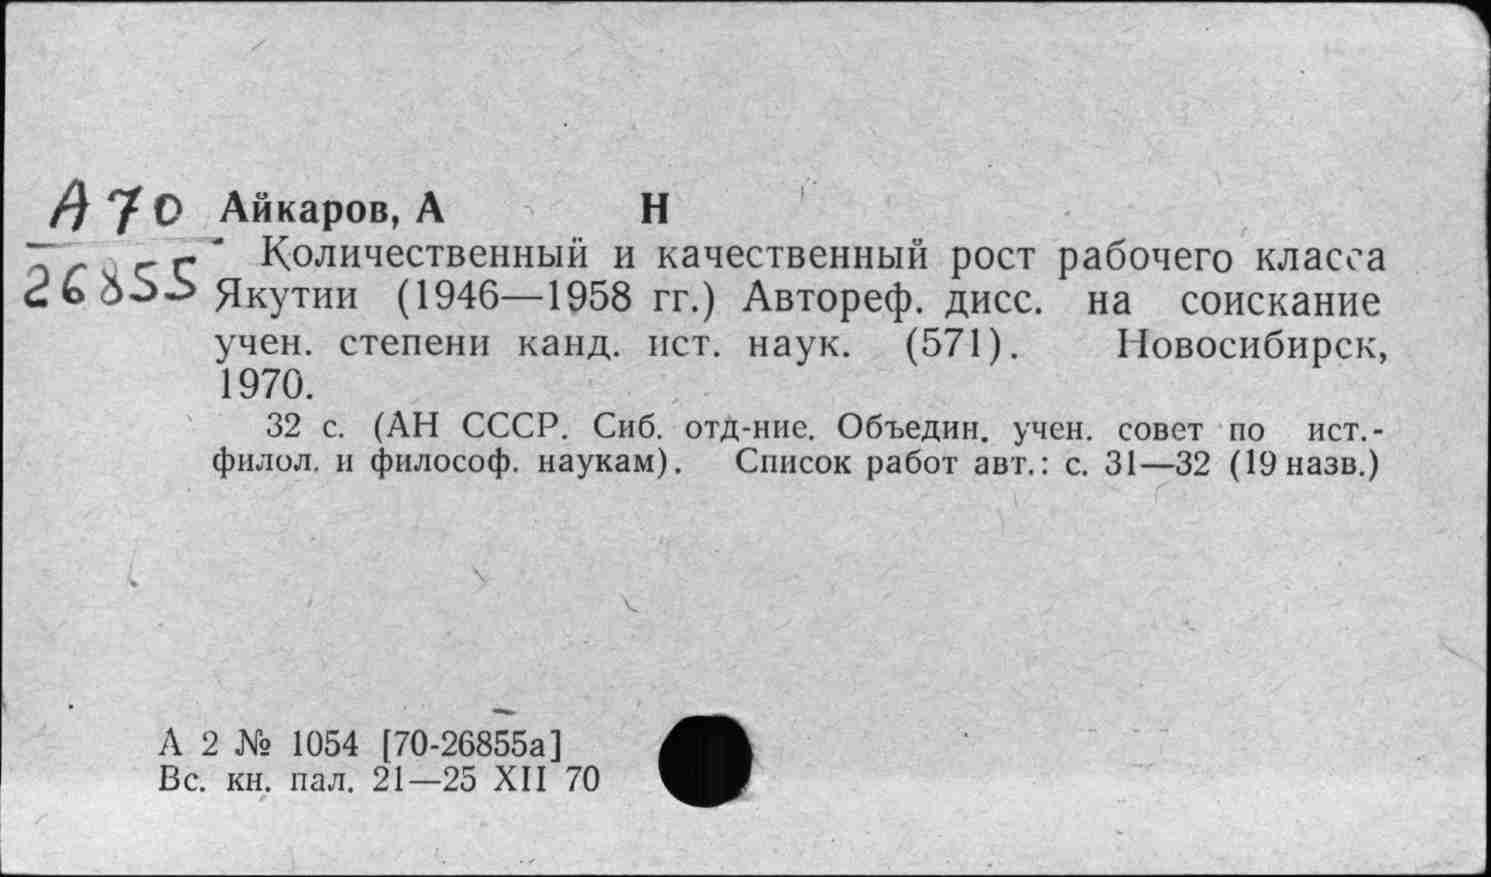 А70 Айкаров, А Н
26855 Количественный и качественный рост рабочего класса
Якутии (1946—1958 гг.) Автореф. дисс. на соискание
учен. степени канд. ист. наук. (571). Новосибирск,
1970.
32 с. (АН СССР. Сиб. отд-ние. Объедин. учен. совет по ист.-
филол. и философ. наукам). Список работ авт.: с. 31—32 (19 назв.)
А 2 № 1054 [70-26855а]
Вс. кн. пал. 21—25 XII 70